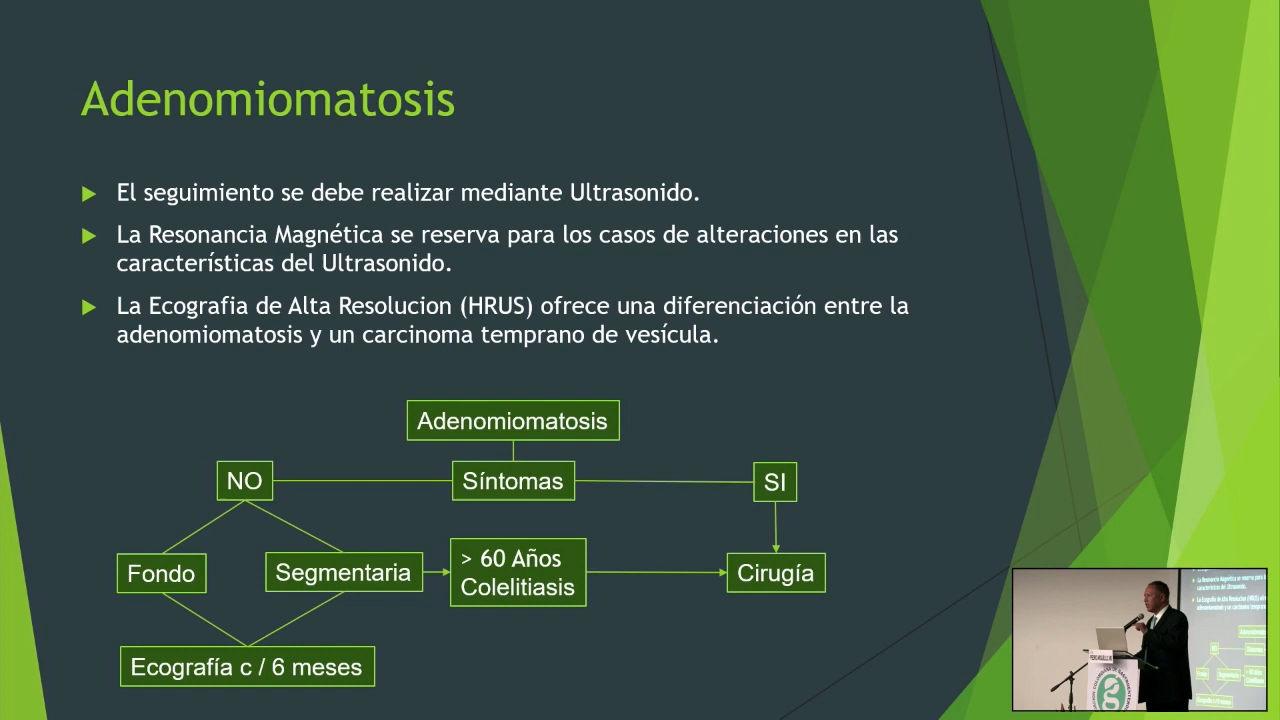 Adenomiomatosis
El seguimiento se debe realizar mediante Ultrasonido.
La Resonancia Magnética se reserva para los casos de alteraciones en las
características del Ultrasonido.
La Ecografia de Alta Resolucion (HRUS) ofrece una diferenciación entre la
adenomiomatosis y un carcinoma temprano de vesícula.
Adenomiomatosis
NO
Síntomas
SI
Fondo
Segmentaria
> 60 Años
Colelitiasis
Cirugía
Ecografía c / 6 meses